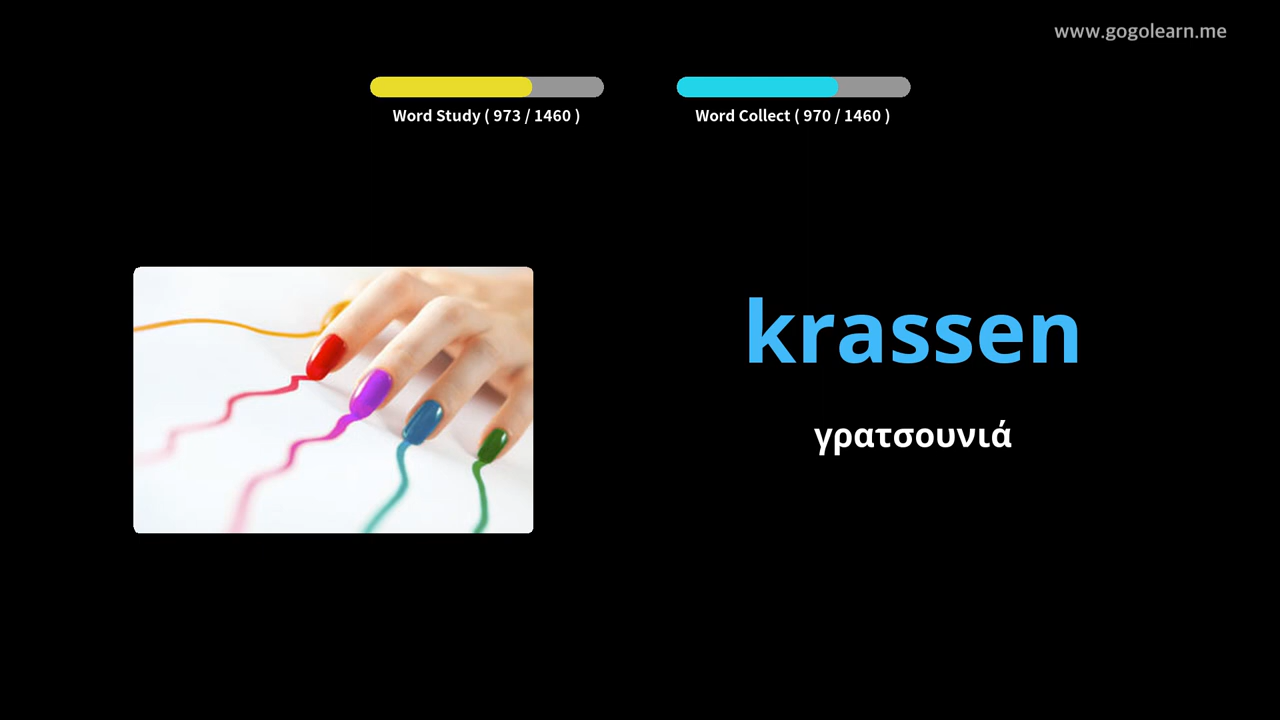 www.gogolearn.me
Word Study ( 973 / 1460 )
Word Collect ( 970 / 1460 )
krassen
γρατσουνιά